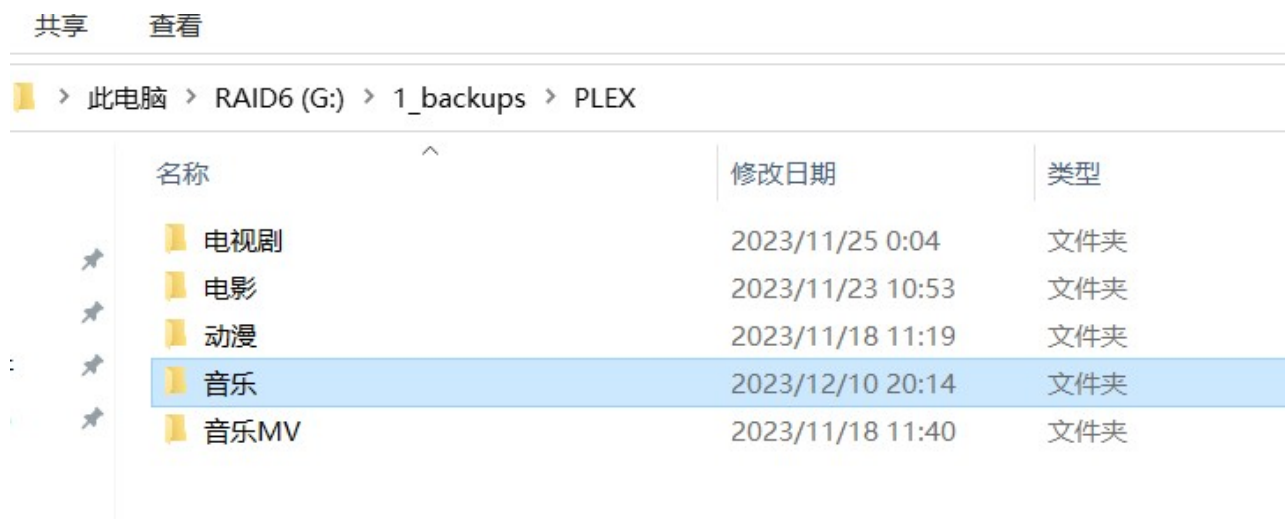 共享 查看
此电脑 > RAID6 (G:) > 1_backups > PLEX
名称 修改日期 类型
电视剧 2023/11/25 0:04 文件夹
电影 2023/11/23 10:53 文件夹
动漫 2023/11/18 11:19 文件夹
音乐 2023/12/10 20:14 文件夹
音乐MV 2023/11/18 11:40 文件夹